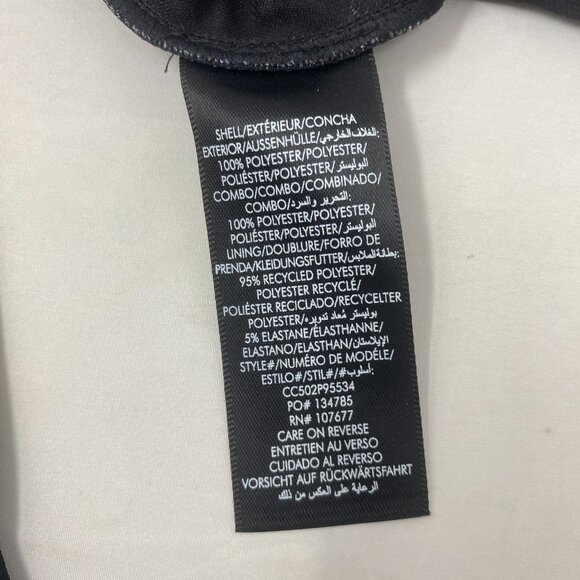 SHELL/EXTÉRIEUR/CONCHA
EXTERIOR/AUSSENHÜLLE/الغلاف الخارجي:
100% POLYESTER/POLYESTER/
POLIÉSTER/POLYESTER/البوليستر
COMBO/COMBO/COMBINADO/
COMBO/التحرير والسرد:
100% POLYESTER/POLYESTER/
POLIÉSTER/POLYESTER/البوليستر
LINING/DOUBLURE/FORRO DE
PRENDA/KLEIDUNGSFUTTER/بطانة الملابس:
95% RECYCLED POLYESTER/
POLYESTER RECYCLÉ/
POLIÉSTER RECICLADO/RECYCELTER
POLYESTER/بوليستر مُعاد تدويره
5% ELASTANE/ÉLASTHANNE/
ELASTANO/ELASTHAN/الإيلاستان
STYLE#/NUMÉRO DE MODÉLE/
ESTILO#/STIL#/أسلوب#:
CC502P95534
PO# 134785
RN# 107677
CARE ON REVERSE
ENTRETIEN AU VERSO
CUIDADO AL REVERSO
VORSICHT AUF RÜCKWÄRTSFAHRT
الرعاية على العكس من ذلك